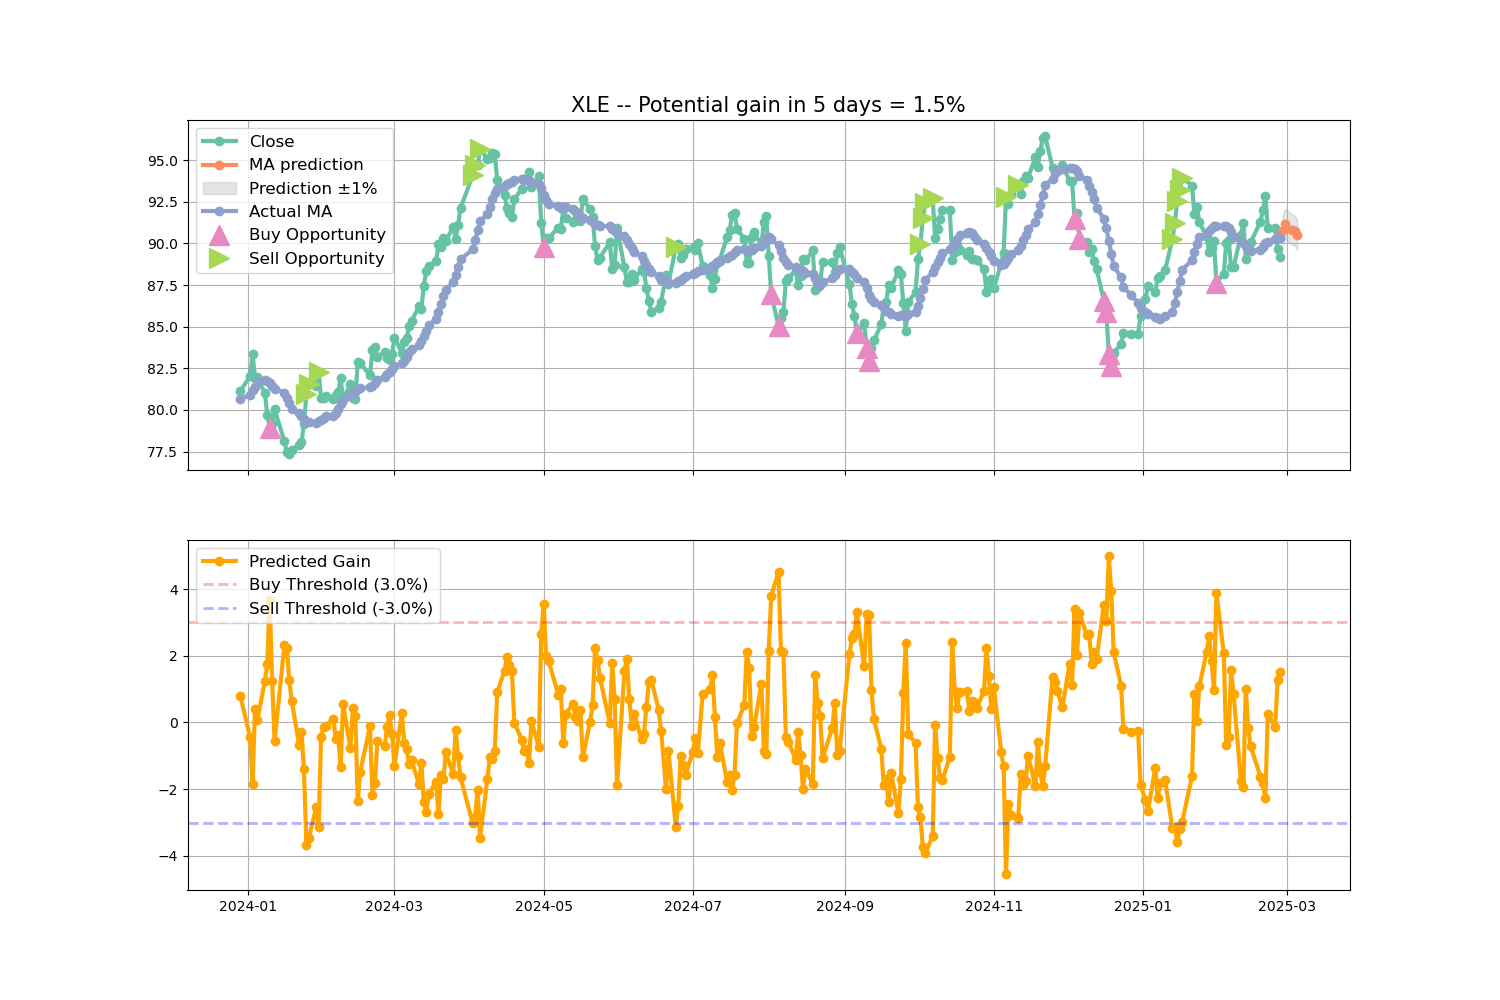 XLE -- Potential gain in 5 days = 1.5%
Close
MA prediction
Prediction ±1%
Actual MA
Buy Opportunity
Sell Opportunity
95.0
92.5
90.0
87.5
85.0
82.5
80.0
77.5
Predicted Gain
Buy Threshold (3.0%)
Sell Threshold (-3.0%)
4
2
0
−2
−4
2024-01
2024-03
2024-05
2024-07
2024-09
2024-11
2025-01
2025-03